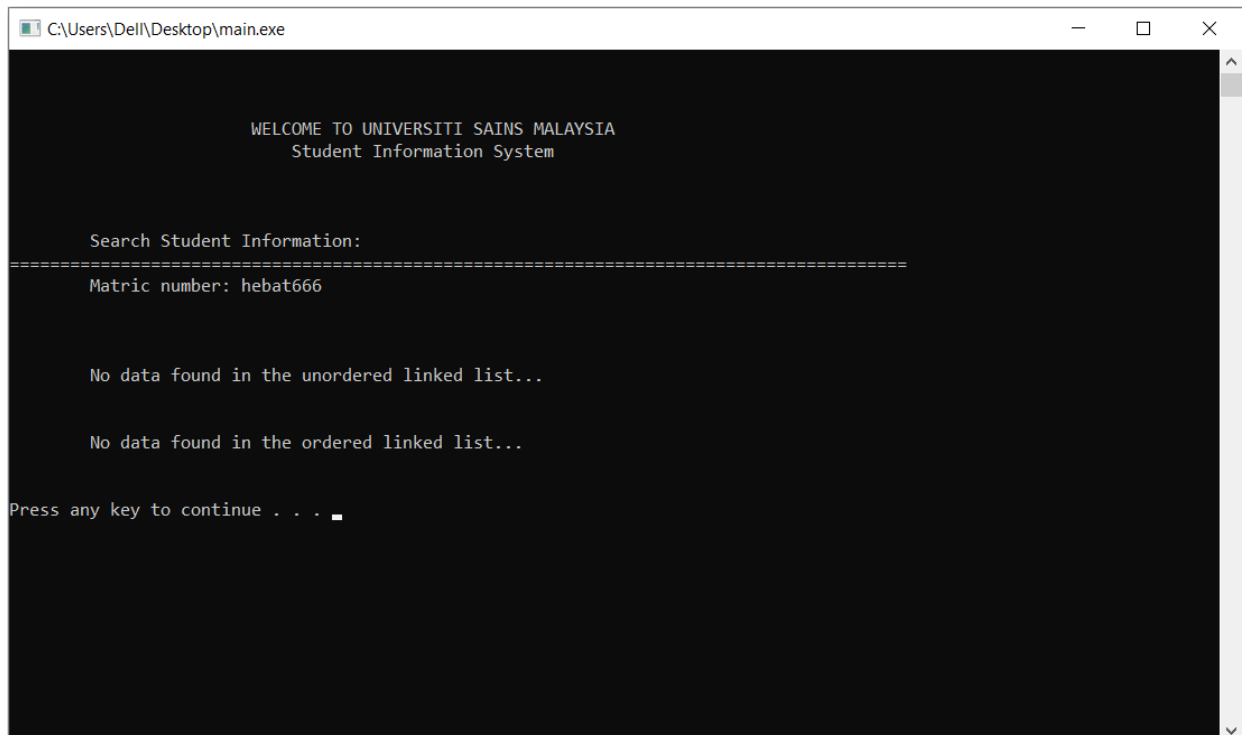 C:\Users\Dell\Desktop\main.exe
WELCOME TO UNIVERSITI SAINS MALAYSIA
Student Information System
Search Student Information:
=========================================================================================
Matric number: hebat666
No data found in the unordered linked list...
No data found in the ordered linked list...
Press any key to continue . . .